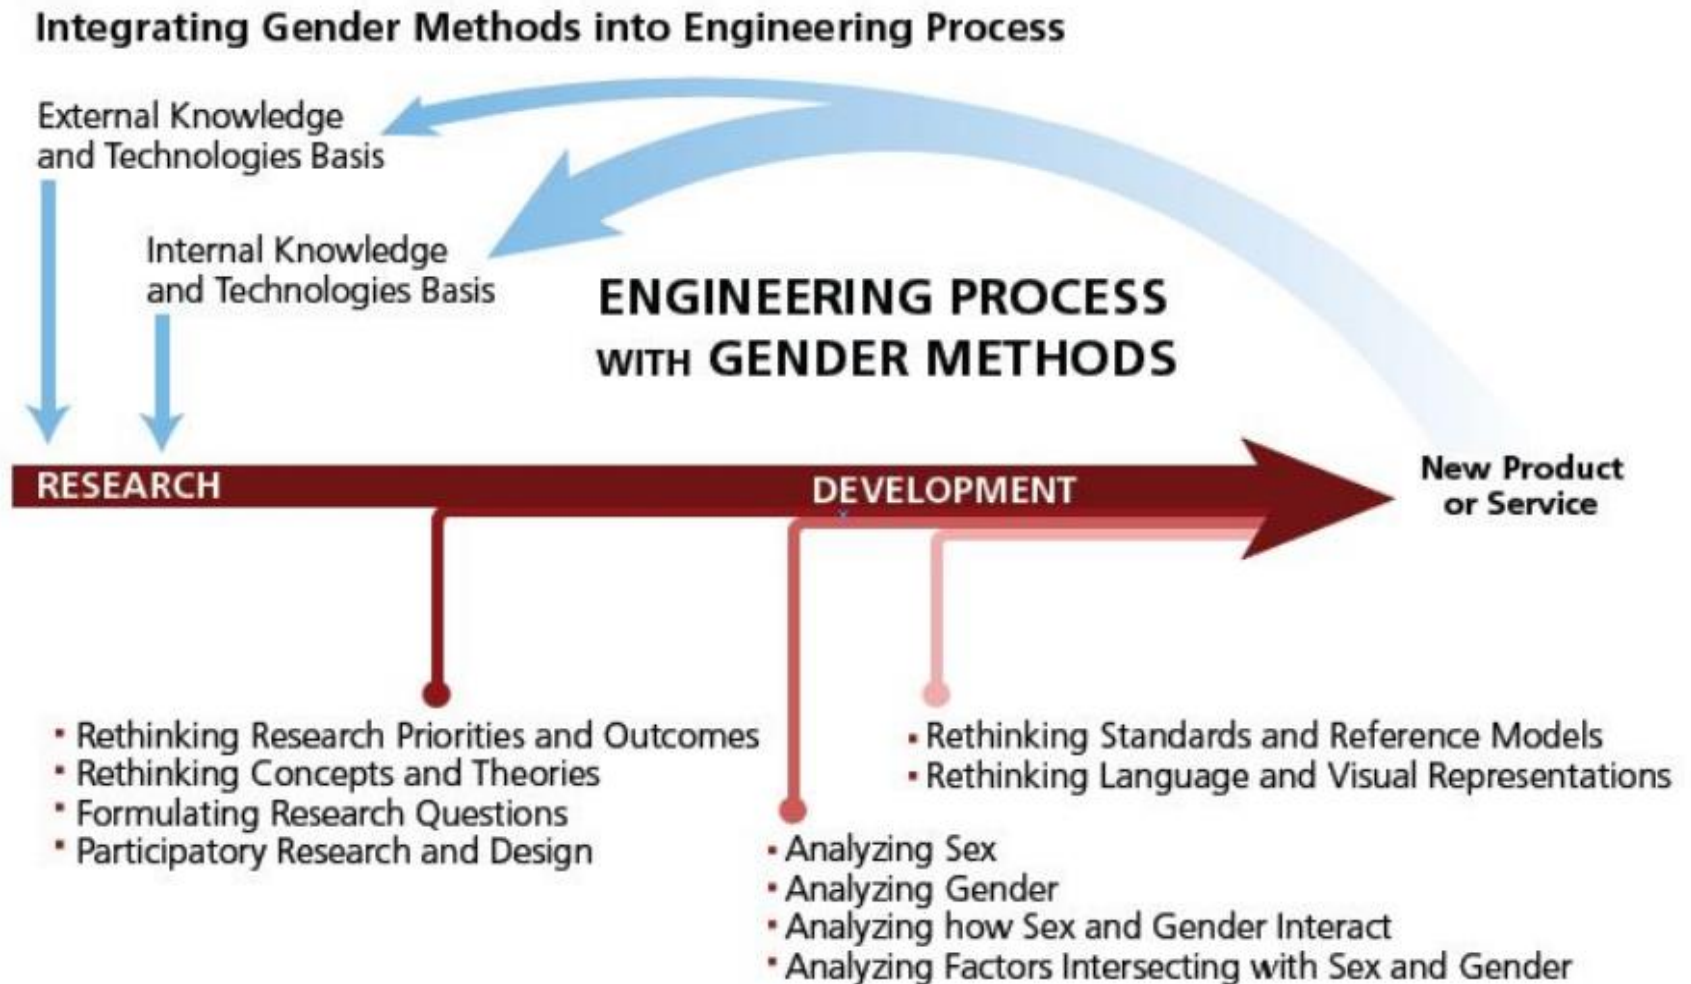 Integrating Gender Methods into Engineering Process
External Knowledge
and Technologies Basis
Internal Knowledge
and Technologies Basis
ENGINEERING PROCESS
WITH GENDER METHODS
RESEARCH
DEVELOPMENT
New Product
or Service
▪ Rethinking Research Priorities and Outcomes
▪ Rethinking Concepts and Theories
▪ Formulating Research Questions
▪ Participatory Research and Design
▪ Rethinking Standards and Reference Models
▪ Rethinking Language and Visual Representations
▪ Analyzing Sex
▪ Analyzing Gender
▪ Analyzing how Sex and Gender Interact
▪ Analyzing Factors Intersecting with Sex and Gender